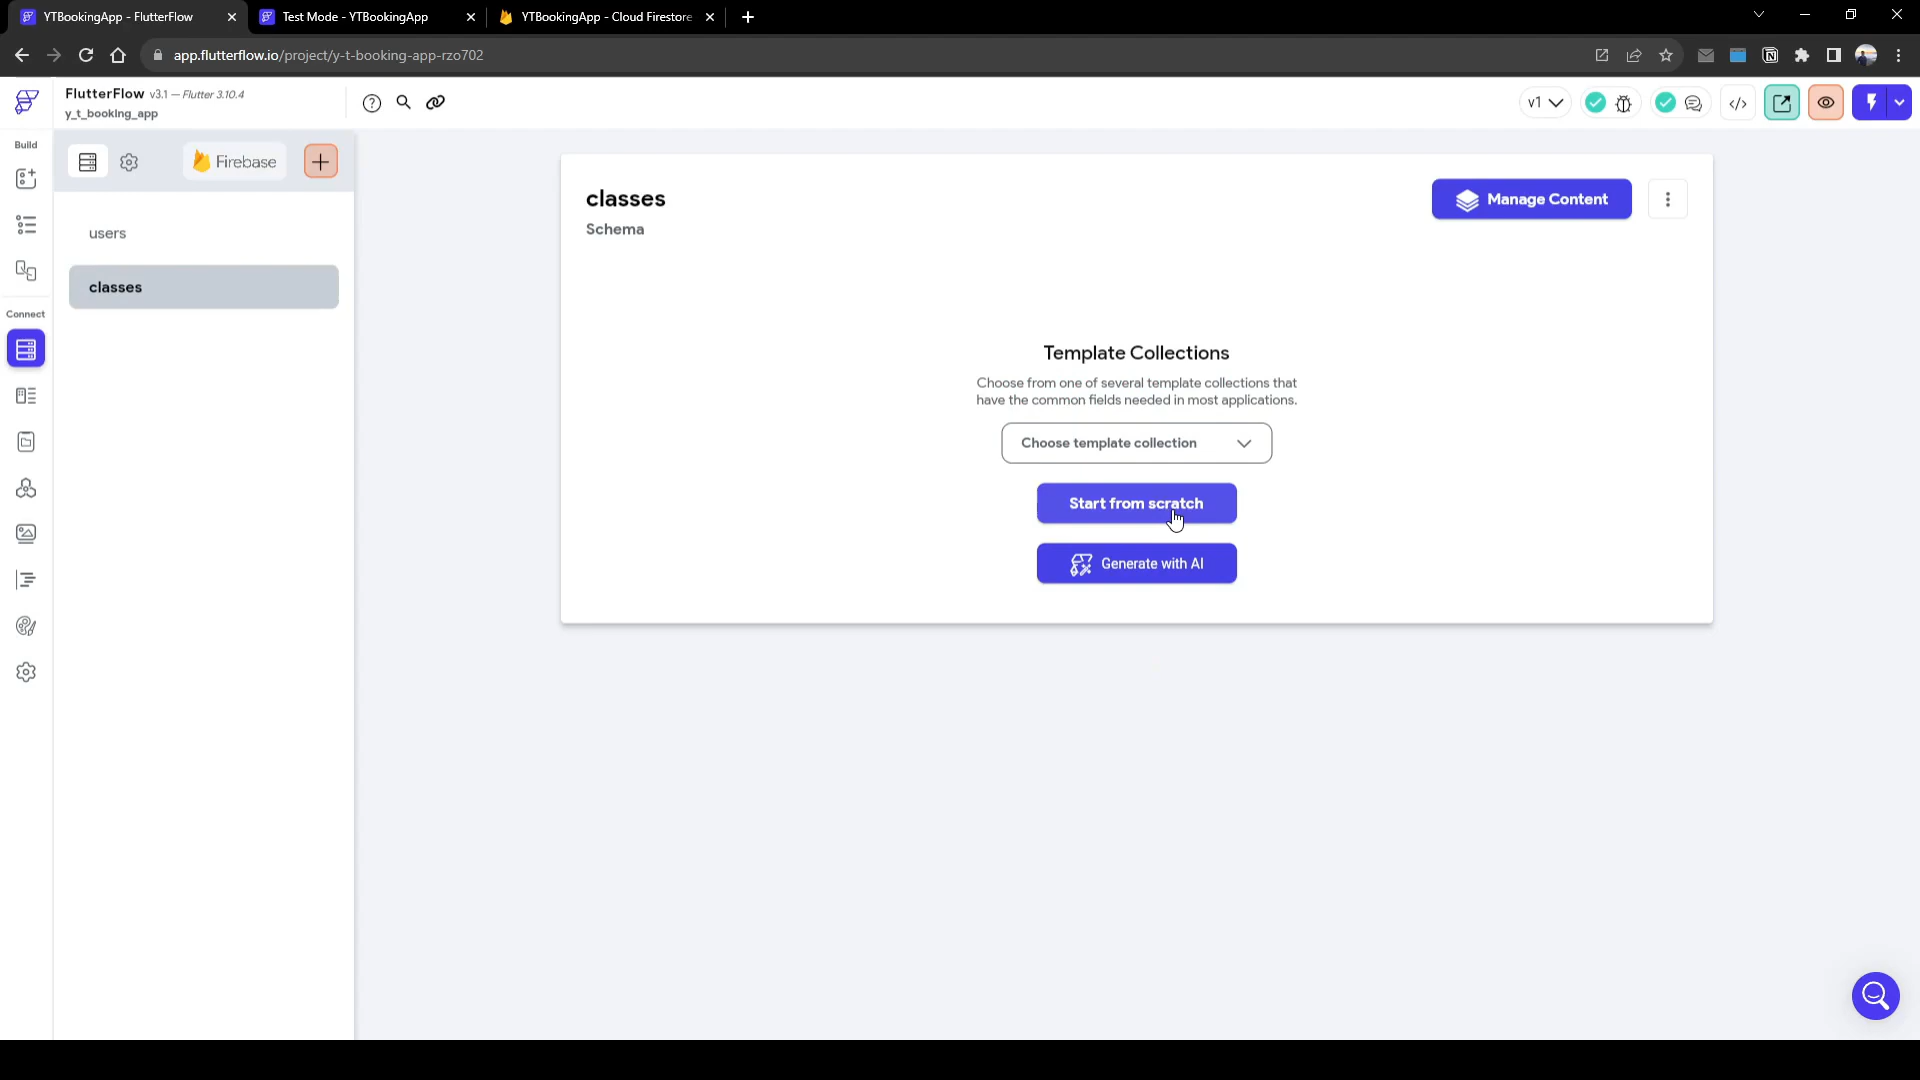 YTBookingApp - FlutterFlow
Test Mode - YTBookingApp
YTBookingApp - Cloud Firestore
app.flutterflow.io/project/y-t-booking-app-rzo702
FlutterFlow v3.1 — Flutter 3.10.4
y_t_booking_app
v1
Build
Firebase
users
classes
Connect
classes
Schema
Manage Content
Template Collections
Choose from one of several template collections that
have the common fields needed in most applications.
Choose template collection
Start from scratch
Generate with AI